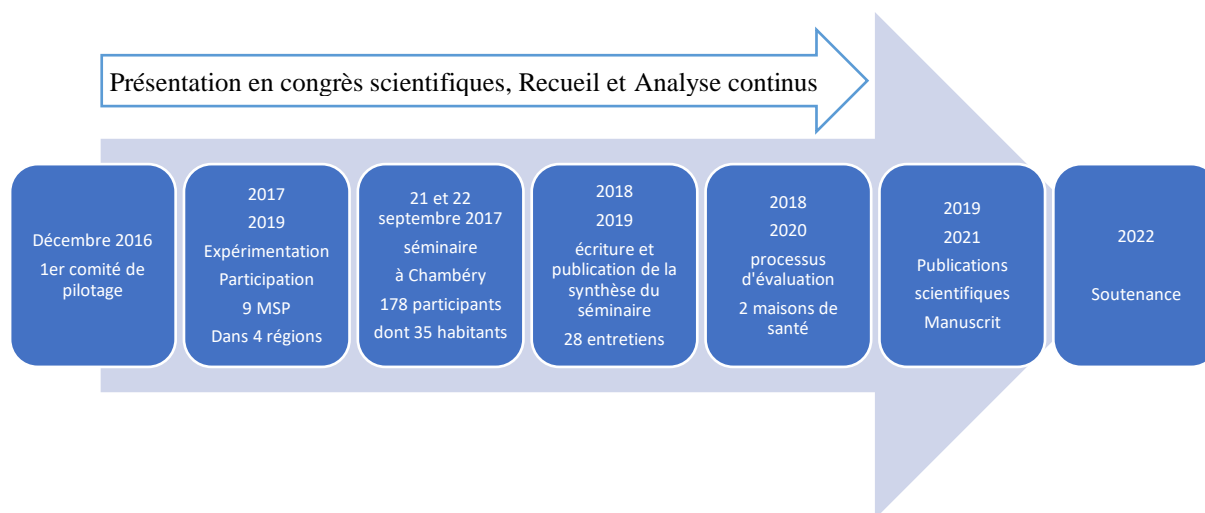 Présentation en congrès scientifiques, Recueil et Analyse continus
Décembre 2016
1er comité de
pilotage
2017
2019
Expérimentation
Participation
9 MSP
Dans 4 régions
21 et 22
septembre 2017
séminaire
à Chambéry
178 participants
dont 35 habitants
2018
2019
écriture et
publication de la
synthèse du
séminaire
28 entretiens
2018
2020
processus
d'évaluation
2 maisons de
santé
2019
2021
Publications
scientifiques
Manuscrit
2022
Soutenance